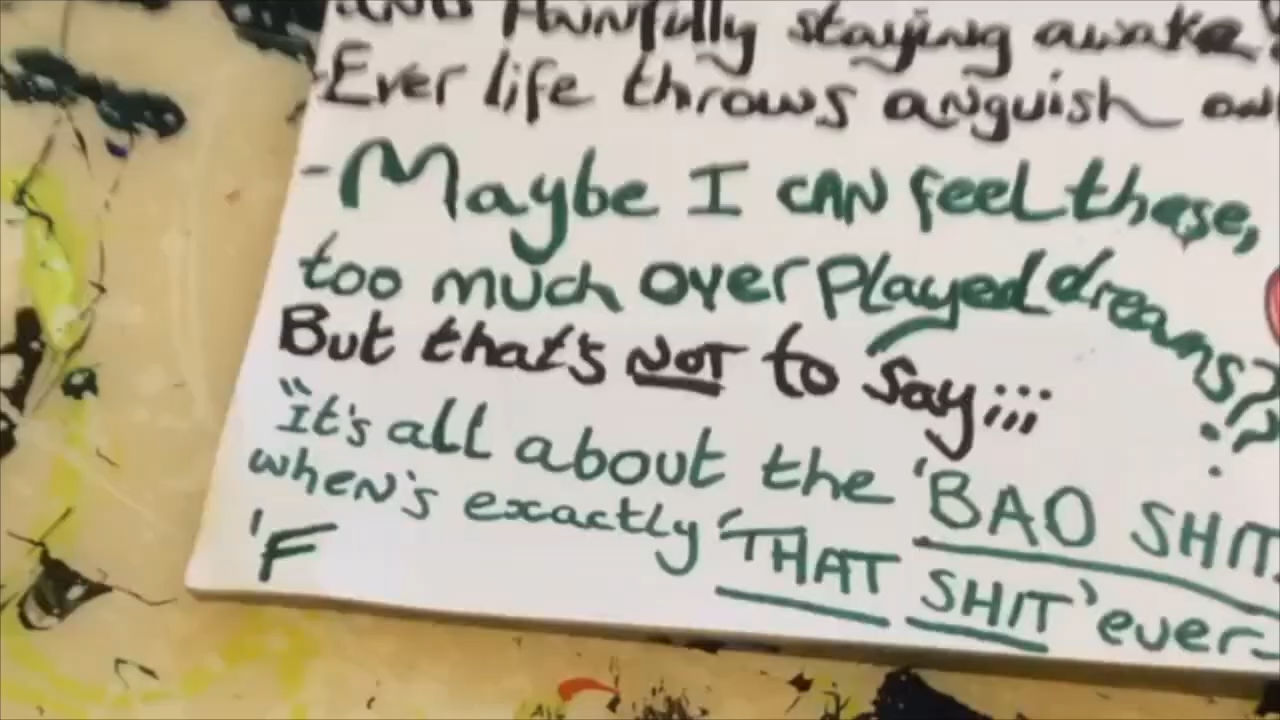 and Painfully staying awake
Ever life throws anguish
-Maybe I CAN feel these,
too much over played dreams??
But that's NOT to say¡¡¡
"It's all about the 'BAD SHIT
when's exactly 'THAT SHIT' ever
'F